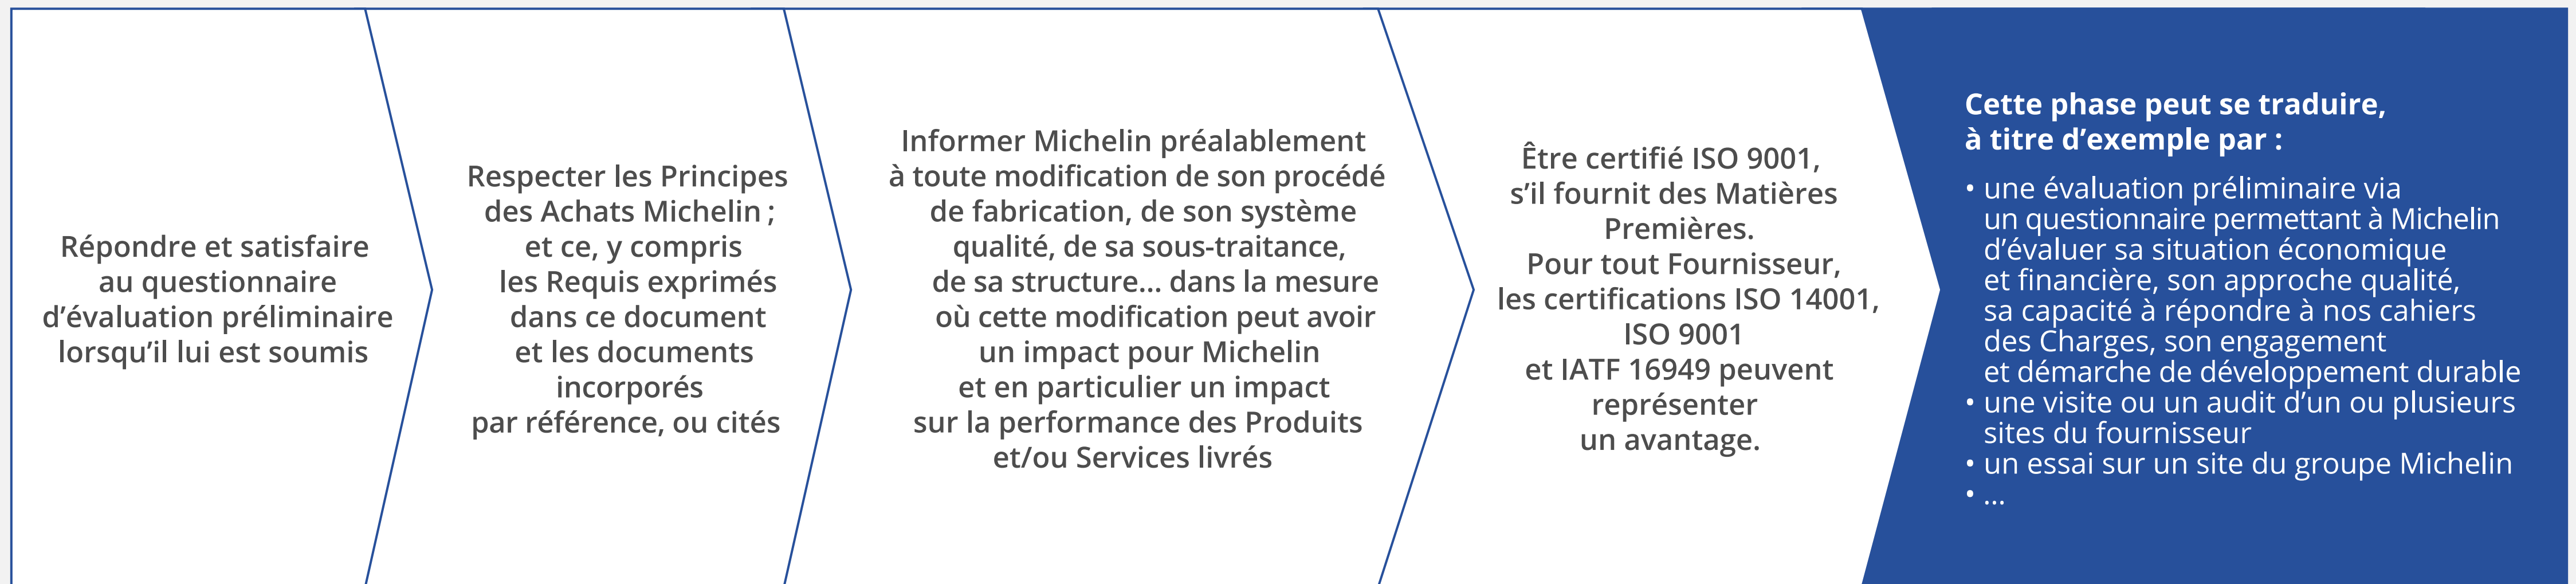 Répondre et satisfaire
au questionnaire
d’évaluation préliminaire
lorsqu’il lui est soumis
Respecter les Principes
des Achats Michelin ;
et ce, y compris
les Requis exprimés
dans ce document
et les documents
incorporés
par référence, ou cités
Informer Michelin préalablement
à toute modification de son procédé
de fabrication, de son système
qualité, de sa sous-traitance,
de sa structure... dans la mesure
où cette modification peut avoir
un impact pour Michelin
et en particulier un impact
sur la performance des Produits
et/ou Services livrés
Être certifié ISO 9001,
s’il fournit des Matières
Premières.
Pour tout Fournisseur,
les certifications ISO 14001,
ISO 9001
et IATF 16949 peuvent
représenter
un avantage.
Cette phase peut se traduire,
à titre d’exemple par :
• une évaluation préliminaire via
un questionnaire permettant à Michelin
d’évaluer sa situation économique
et financière, son approche qualité,
sa capacité à répondre à nos cahiers
des Charges, son engagement
et démarche de développement durable
• une visite ou un audit d’un ou plusieurs
sites du fournisseur
• un essai sur un site du groupe Michelin
• ...